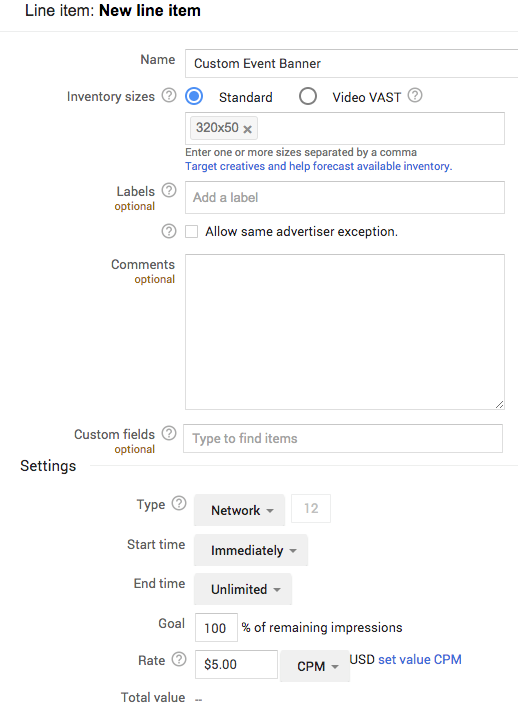 Line item: New line item
Name Custom Event Banner
Inventory sizes ? Standard Video VAST ?
320x50 ×
Enter one or more sizes separated by a comma
Target creatives and help forecast available inventory.
Labels ? Add a label
optional
? Allow same advertiser exception.
Comments
optional
Custom fields ? Type to find items
optional
Settings
Type ? Network 12
Start time Immediately
End time Unlimited
Goal 100 % of remaining impressions
Rate ? $5.00 CPM USD set value CPM
Total value --